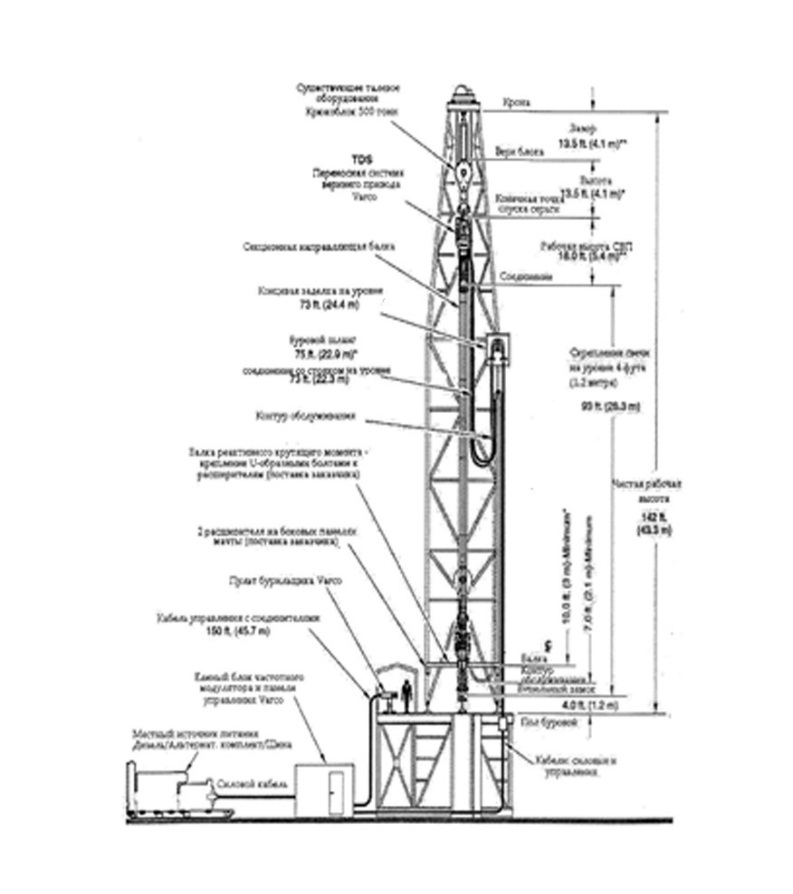 Существующее талевое
оборудование
Кронблок 500 тонн
TDS
Переносная система
верхнего привода
Varco
Секционная направляющая балка
Концевая заделка на уровне
73 ft. (24.4 m)
Буровой шланг
75 ft. (22.9 m)*
соединение со стояком на уровне
73 ft. (22.3 m)
Контур обслуживания
Балка реактивного крутящего момента -
крепление U-образными болтами к
расширителям (поставка заказчика)
2 расширителя на боковых панелях
мачты (поставка заказчика)
Пульт бурильщика Varco
Кабель управления с соединителями
150 ft. (45.7 m)
Единый блок частотного
модулятора и панели
управления Varco
Местный источник питания
Дизель/Альтернат. комплект/Шина
Силовой кабель
Крона
Зазор
13.5 ft. (4.1 m)**
Верх блока
Высота
13.5 ft. (4.1 m)*
Конечная точка
спуска серьги
Рабочая высота СВП
18.0 ft. (5.4 m)**
Соединение
Скрепление свечи
на уровне 4 фута
(1.2 метра)
93 ft. (28.3 m)
Чистая рабочая
высота
142 ft.
(43.3 m)
10.0 ft. (3 m)-Minimum*
7.0 ft. (2.1 m)-Minimum
Балка
Контур
обслуживания
замок
4.0 ft. (1.2 m)
Пол буровой
Кабели: силовой и
управления